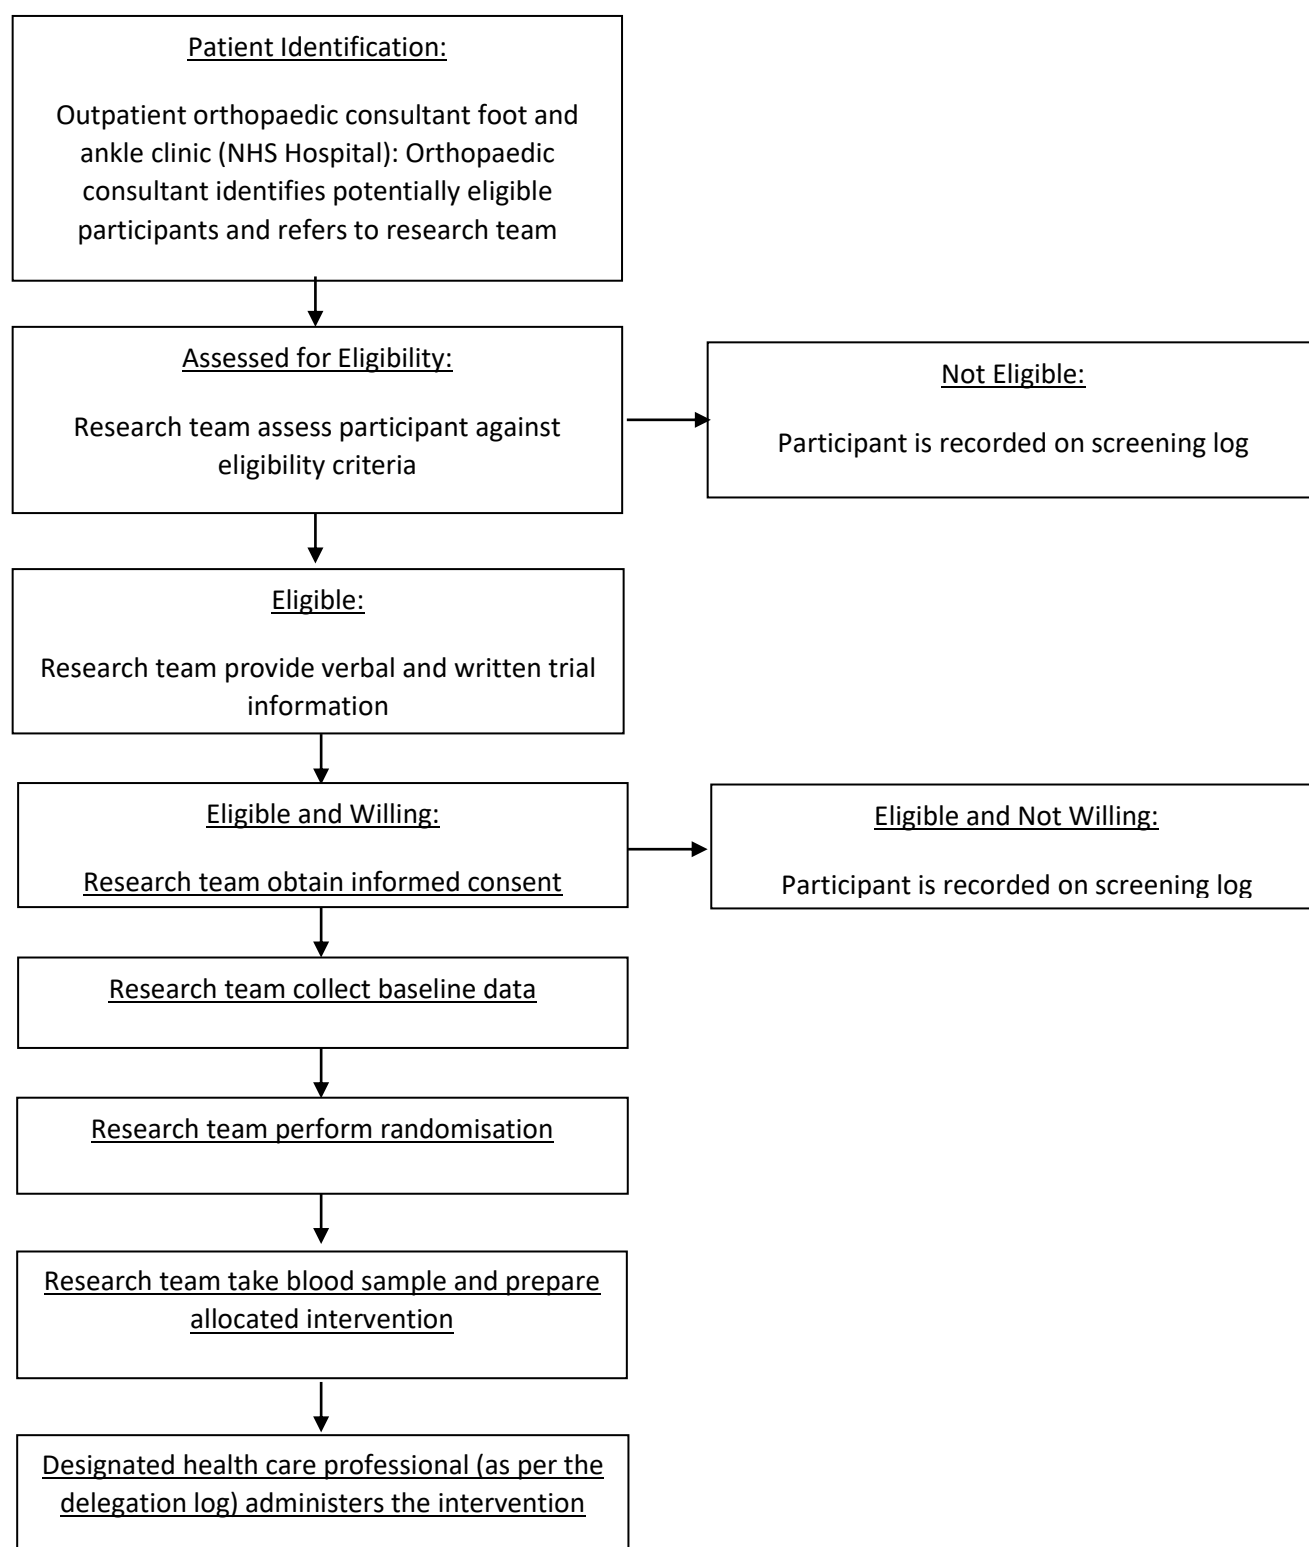 Patient Identification:
Outpatient orthopaedic consultant foot and
ankle clinic (NHS Hospital): Orthopaedic
consultant identifies potentially eligible
participants and refers to research team
Assessed for Eligibility:
Research team assess participant against
eligibility criteria
Not Eligible:
Participant is recorded on screening log
Eligible:
Research team provide verbal and written trial
information
Eligible and Willing:
Research team obtain informed consent
Eligible and Not Willing:
Participant is recorded on screening log
Research team collect baseline data
Research team perform randomisation
Research team take blood sample and prepare
allocated intervention
Designated health care professional (as per the
delegation log) administers the intervention